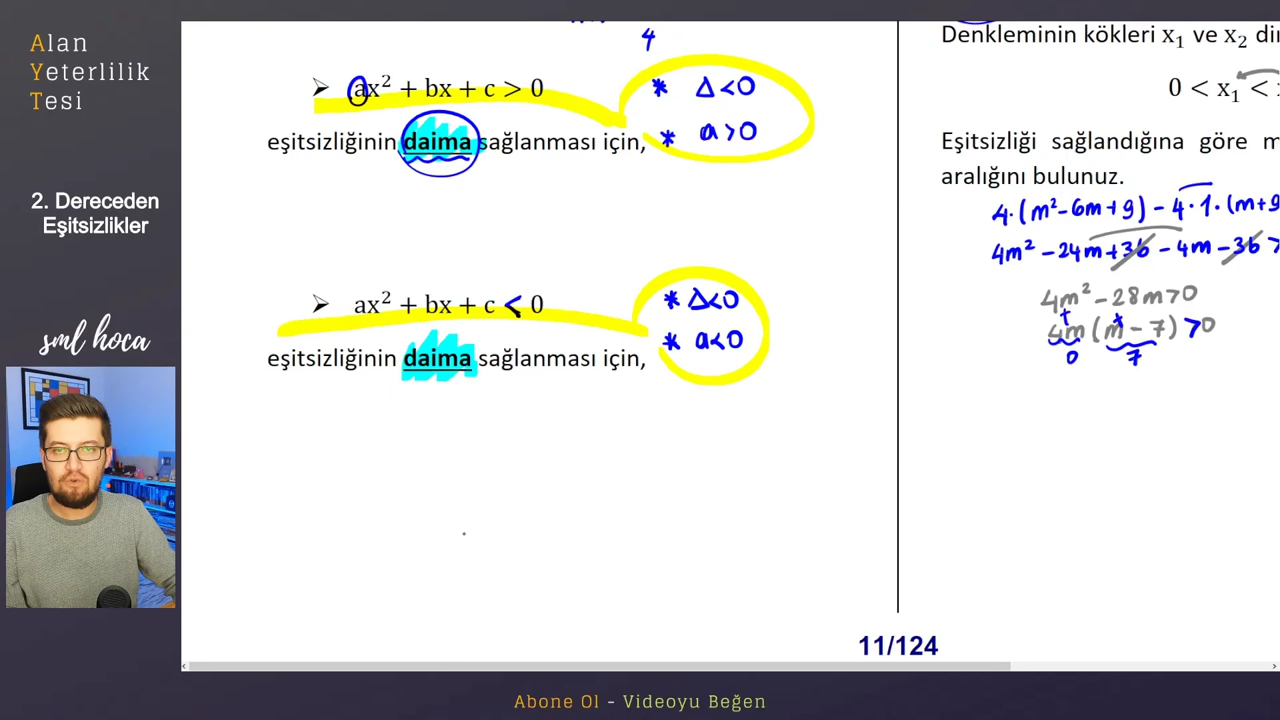 Alan
Yeterlilik
Tesi
2. Dereceden
Eşitsizlikler
sml hoca
4
➢ ax² + bx + c > 0
* Δ<0
* a>0
eşitsizliğinin daima sağlanması için,
➢ ax² + bx + c < 0
* Δ<0
* a<0
eşitsizliğinin daima sağlanması için,
11/124
Denkleminin kökleri x₁ ve x₂ dir
0 < x₁ <
Eşitsizliği sağlandığına göre m
aralığını bulunuz.
4·(m²-6m+9) - 4·1·(m+9
4m² - 24m+36 - 4m - 36 >
4m² - 28m>0
+ +
4m (m - 7) >0
0 7
Abone Ol - Videoyu Beğen